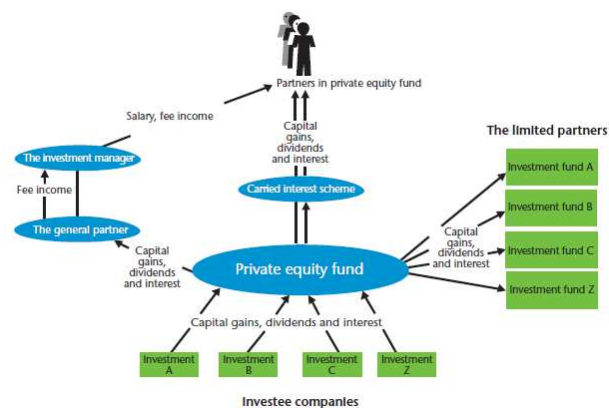 Partners in private equity fund
Salary, fee income
Capital
gains,
dividends
and interest
The limited partners
The investment manager
Investment fund A
Fee income
Carried interest scheme
Investment fund B
The general partner
Capital
gains,
dividends
and interest
Investment fund C
Capital
gains,
dividends
and interest
Private equity fund
Investment fund Z
Capital gains, dividends and interest
Investment
A
Investment
B
Investment
C
Investment
Z
Investee companies